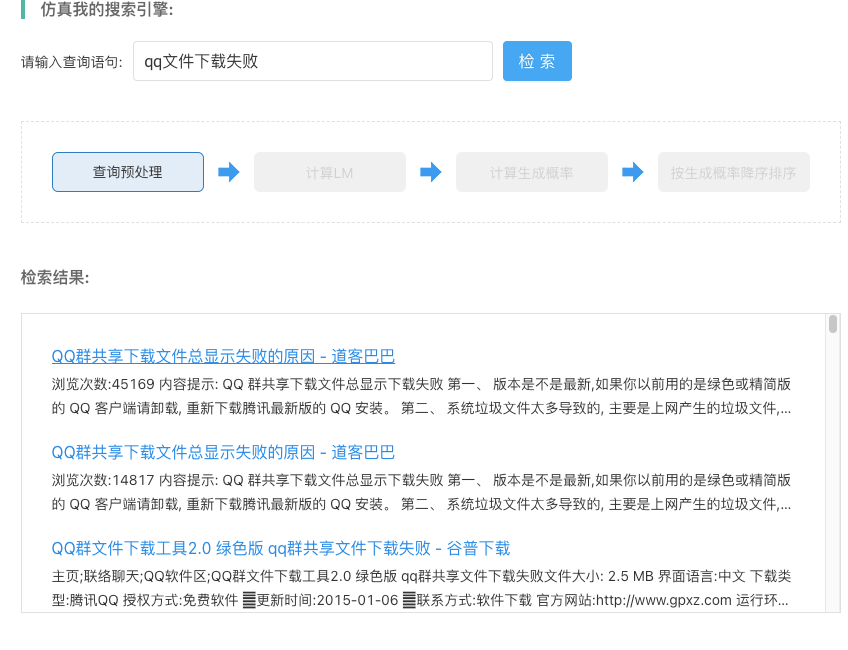 仿真我的搜索引擎:
请输入查询语句: qq文件下载失败 检 索
查询预处理 计算LM 计算生成概率 按生成概率降序排序
检索结果:
QQ群共享下载文件总显示失败的原因 - 道客巴巴
浏览次数:45169 内容提示: QQ 群共享下载文件总显示下载失败 第一、 版本是不是最新,如果你以前用的是绿色或精简版
的 QQ 客户端请卸载, 重新下载腾讯最新版的 QQ 安装。 第二、 系统垃圾文件太多导致的, 主要是上网产生的垃圾文件,...
QQ群共享下载文件总显示失败的原因 - 道客巴巴
浏览次数:14817 内容提示: QQ 群共享下载文件总显示下载失败 第一、 版本是不是最新,如果你以前用的是绿色或精简版
的 QQ 客户端请卸载, 重新下载腾讯最新版的 QQ 安装。 第二、 系统垃圾文件太多导致的, 主要是上网产生的垃圾文件,...
QQ群文件下载工具2.0 绿色版 qq群共享文件下载失败 - 谷普下载
主页;联络聊天;QQ软件区;QQ群文件下载工具2.0 绿色版 qq群共享文件下载失败文件大小: 2.5 MB 界面语言:中文 下载类
型:腾讯QQ 授权方式:免费软件 更新时间:2015-01-06 联系方式:软件下载 官方网站:http://www.gpxz.com 运行环...